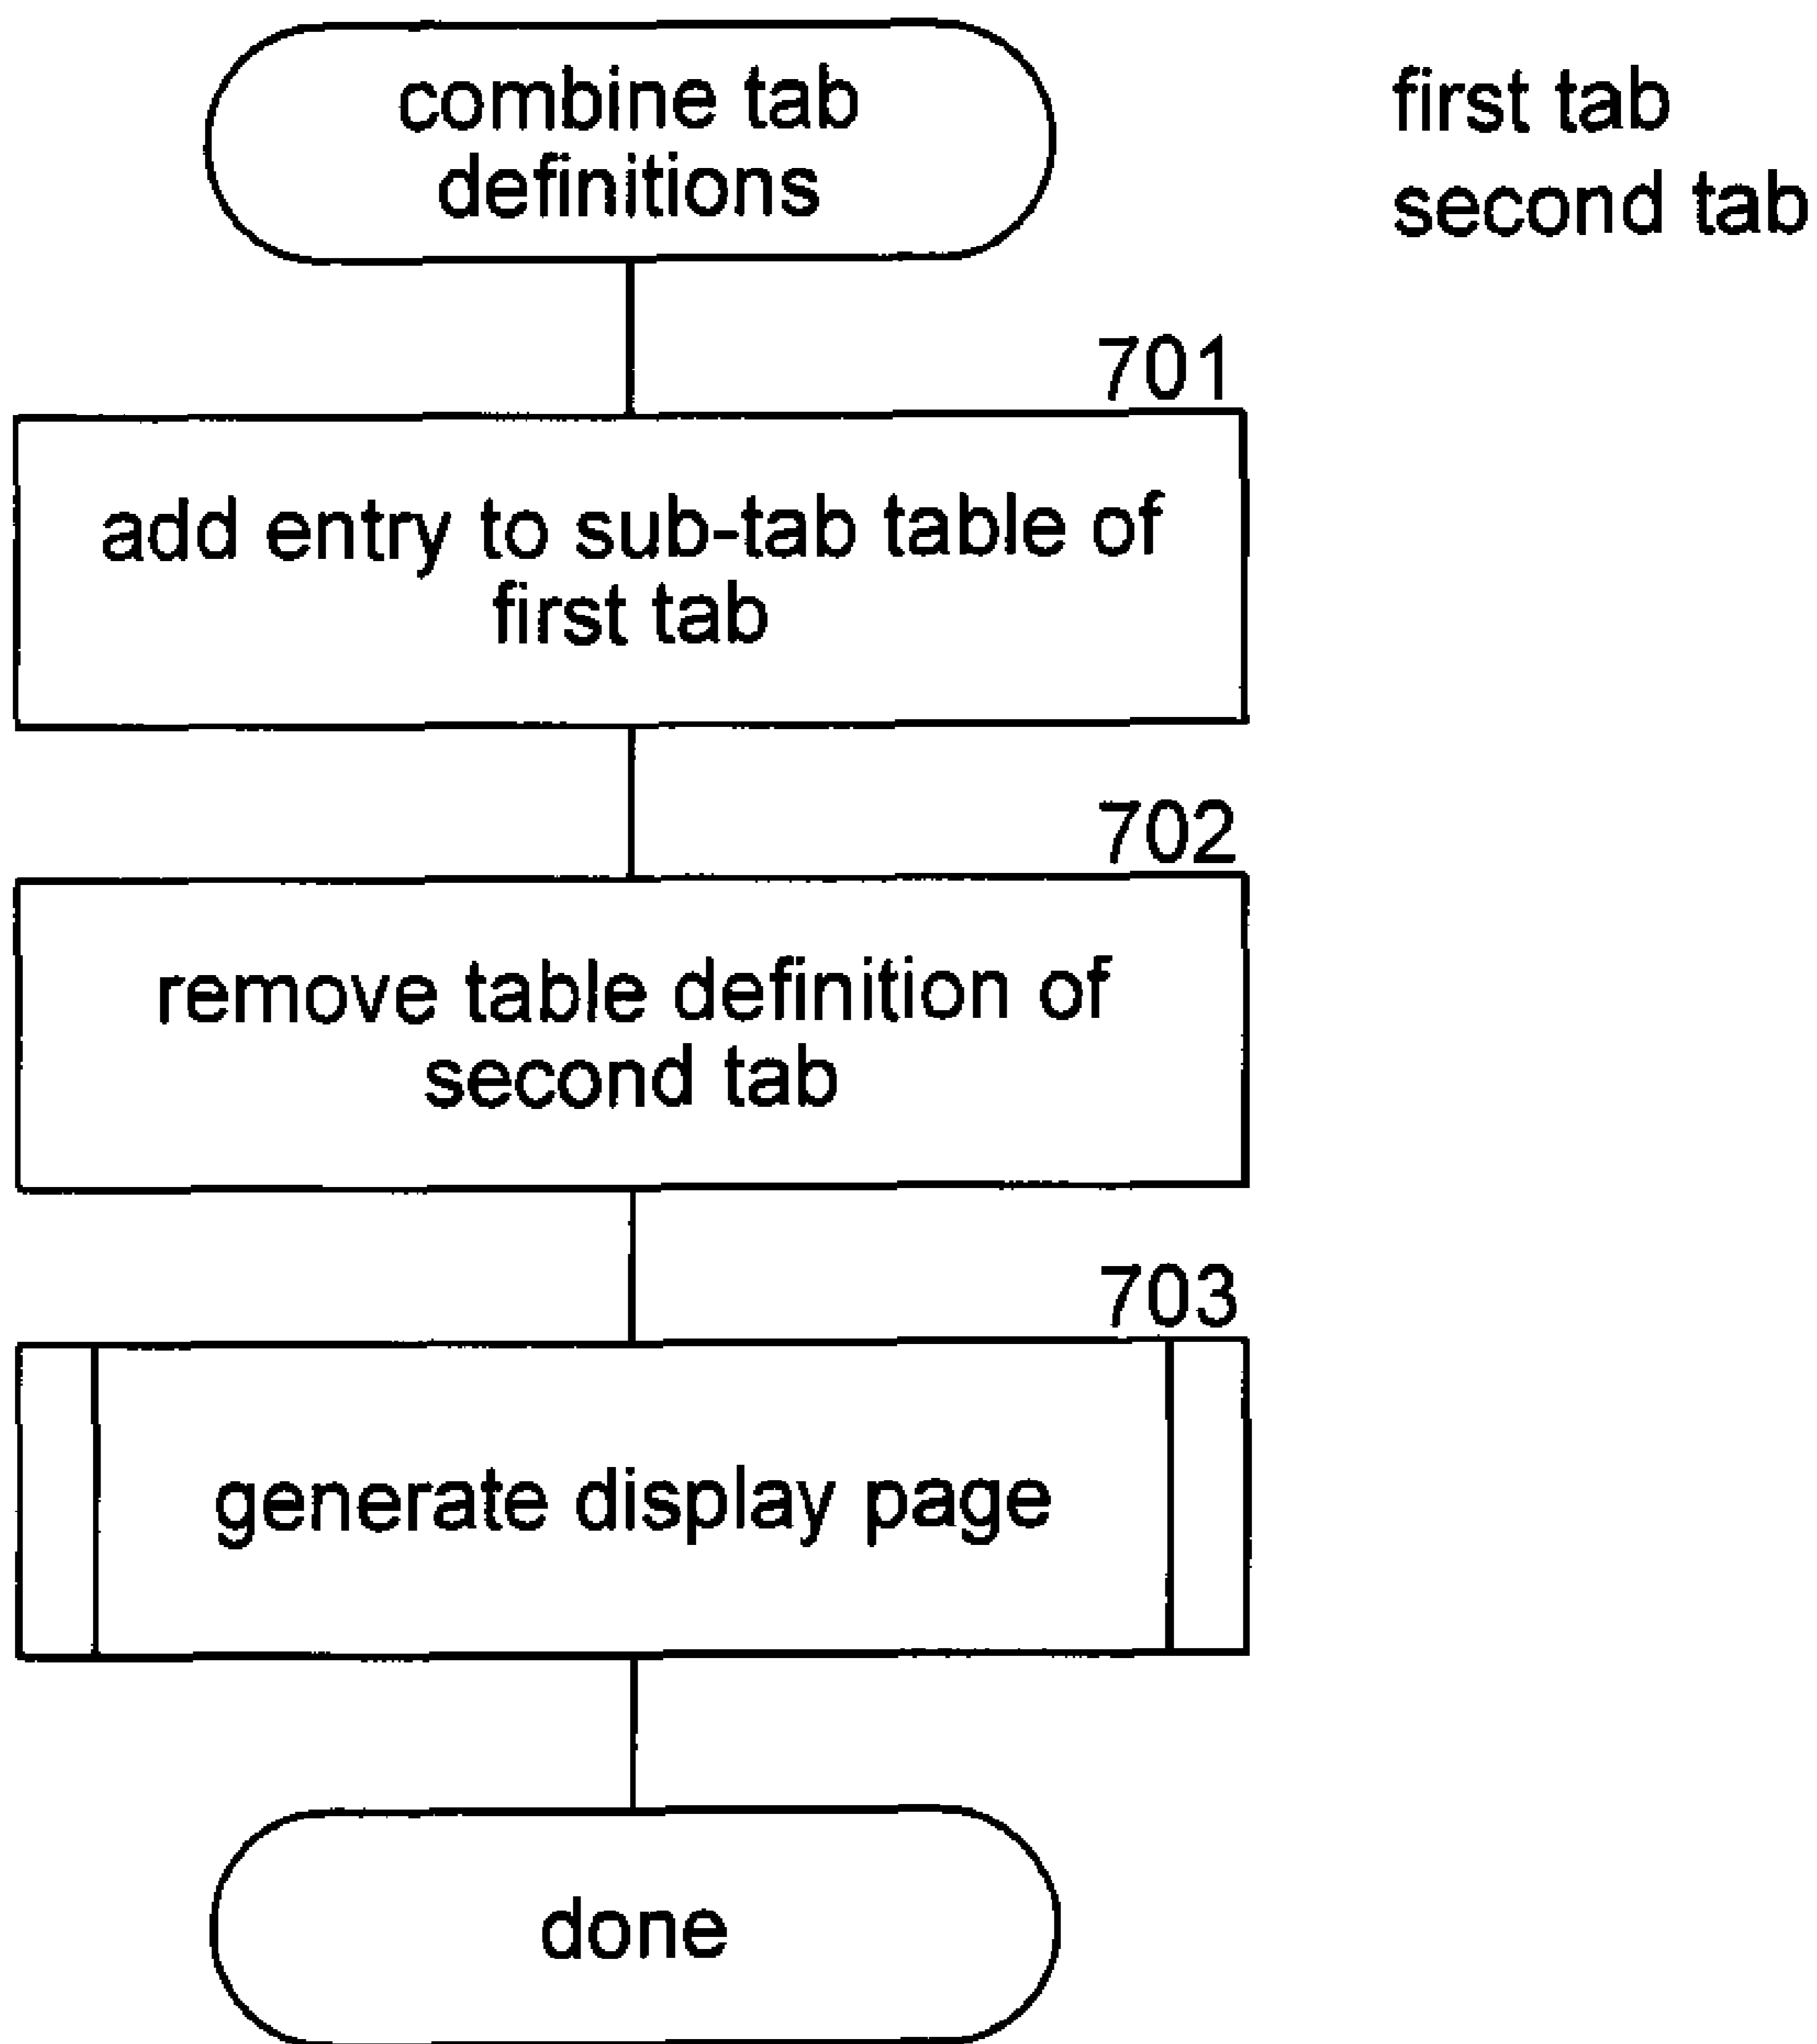 combine tab
definitions
first tab
second tab
701
add entry to sub-tab table of
first tab
702
remove table definition of
second tab
703
generate display page
done